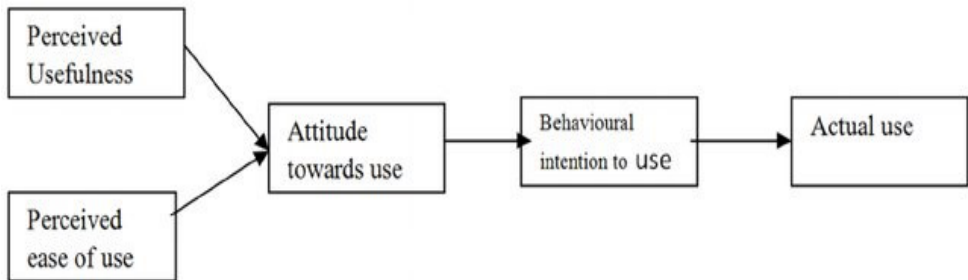 Perceived
Usefulness
Attitude
towards use
Behavioural
intention to use
Actual use
Perceived
ease of use